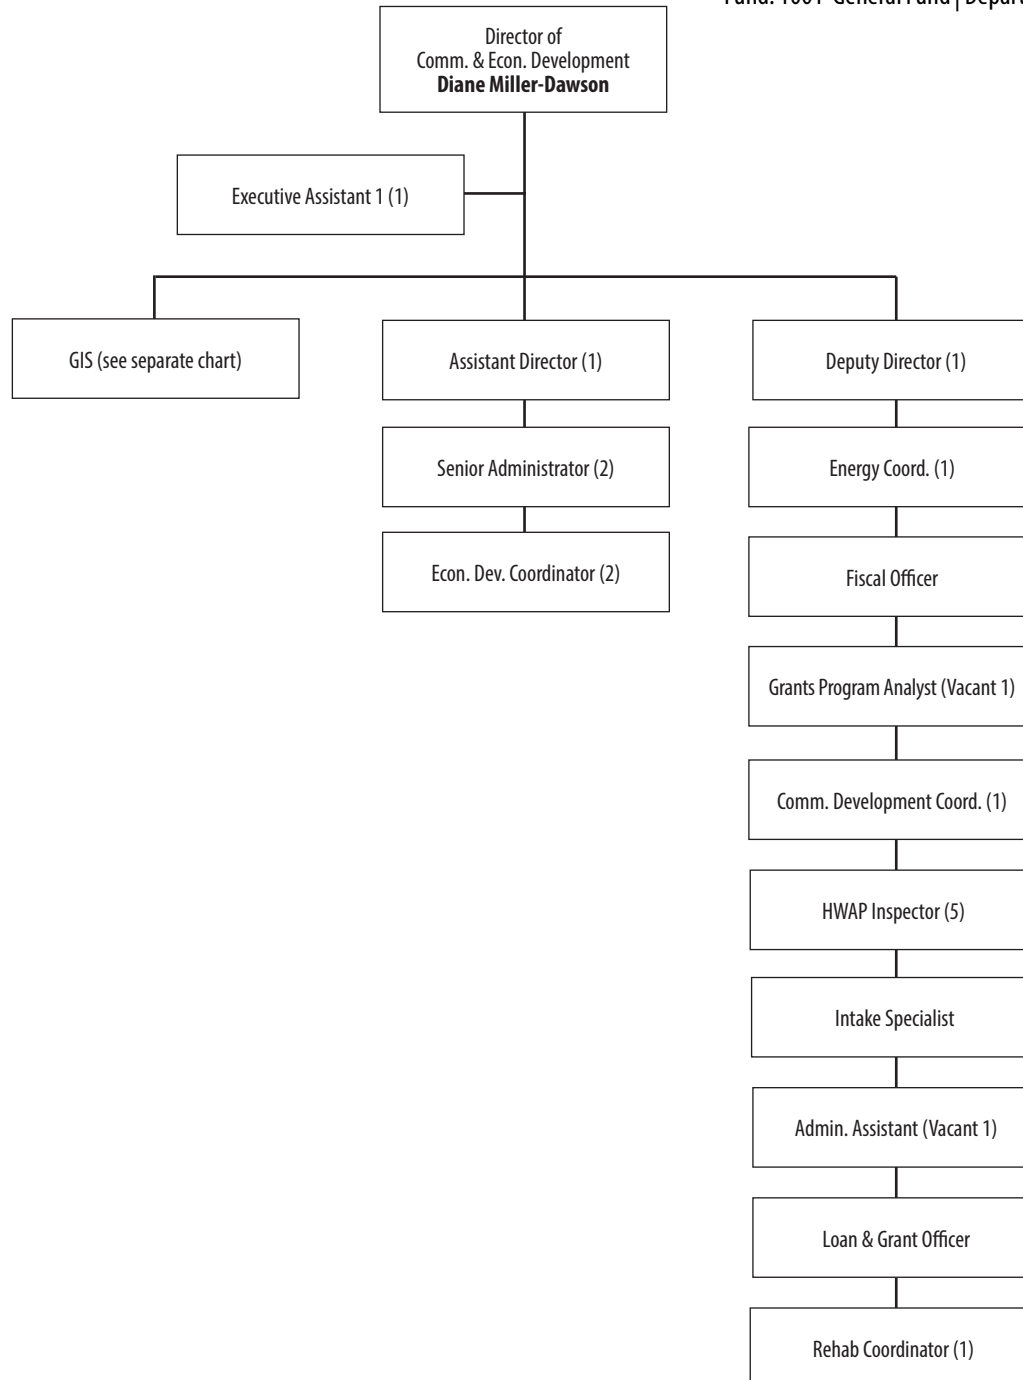 Fund: 1001 General Fund | Depart
Director of
Comm. & Econ. Development
Diane Miller-Dawson
Executive Assistant 1 (1)
GIS (see separate chart)
Assistant Director (1)
Deputy Director (1)
Senior Administrator (2)
Energy Coord. (1)
Econ. Dev. Coordinator (2)
Fiscal Officer
Grants Program Analyst (Vacant 1)
Comm. Development Coord. (1)
HWAP Inspector (5)
Intake Specialist
Admin. Assistant (Vacant 1)
Loan & Grant Officer
Rehab Coordinator (1)